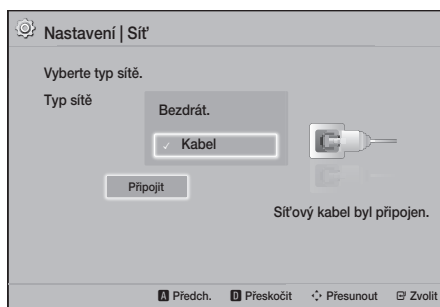 Nastavení | Síť
Vyberte typ sítě.
Typ sítě
Bezdrát.
✓ Kabel
Připojit
Síťový kabel byl připojen.
A Předch. D Přeskočit Přesunout Zvolit